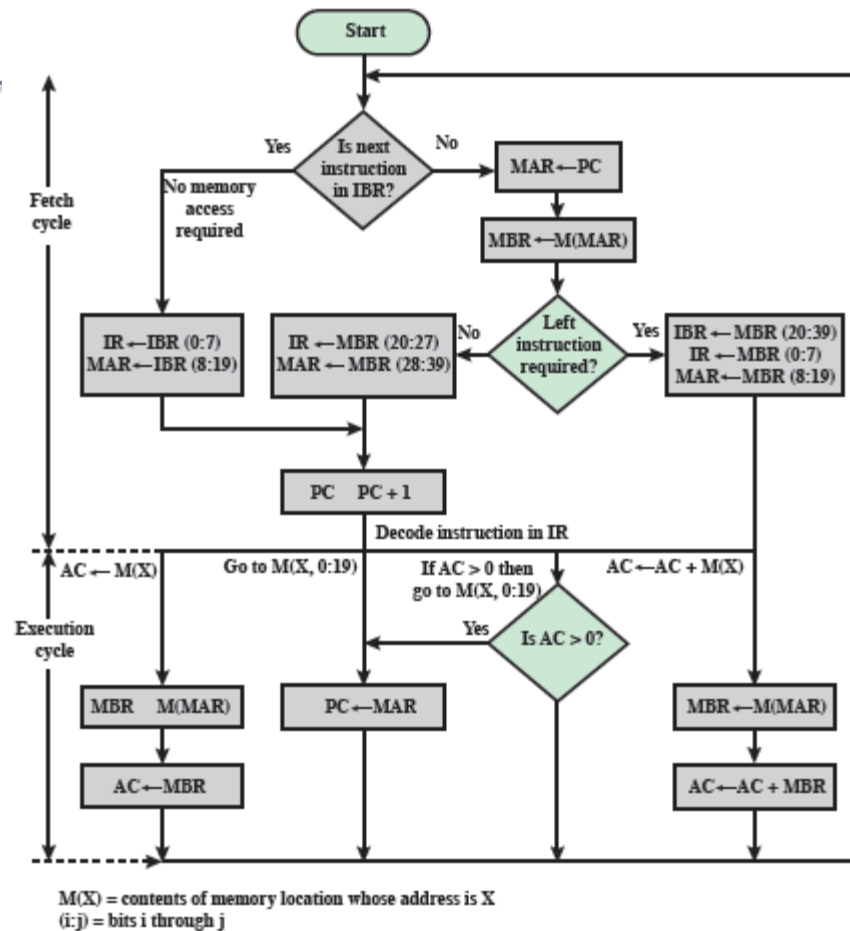 Start
Is next
instruction
in IBR?
Yes
No
No memory
access
required
MAR←PC
MBR←M(MAR)
Fetch
cycle
Left
instruction
required?
No
Yes
IR←IBR (0:7)
MAR←IBR (8:19)
IR←MBR (20:27)
MAR←MBR (28:39)
IBR←MBR (20:39)
IR←MBR (0:7)
MAR←MBR (8:19)
PC PC + 1
Decode instruction in IR
AC← M(X)
Go to M(X, 0:19)
If AC > 0 then
go to M(X, 0:19)
AC←AC + M(X)
Execution
cycle
Yes
Is AC > 0?
MBR M(MAR)
PC←MAR
MBR←M(MAR)
AC←MBR
AC←AC + MBR
M(X) = contents of memory location whose address is X
(i:j) = bits i through j